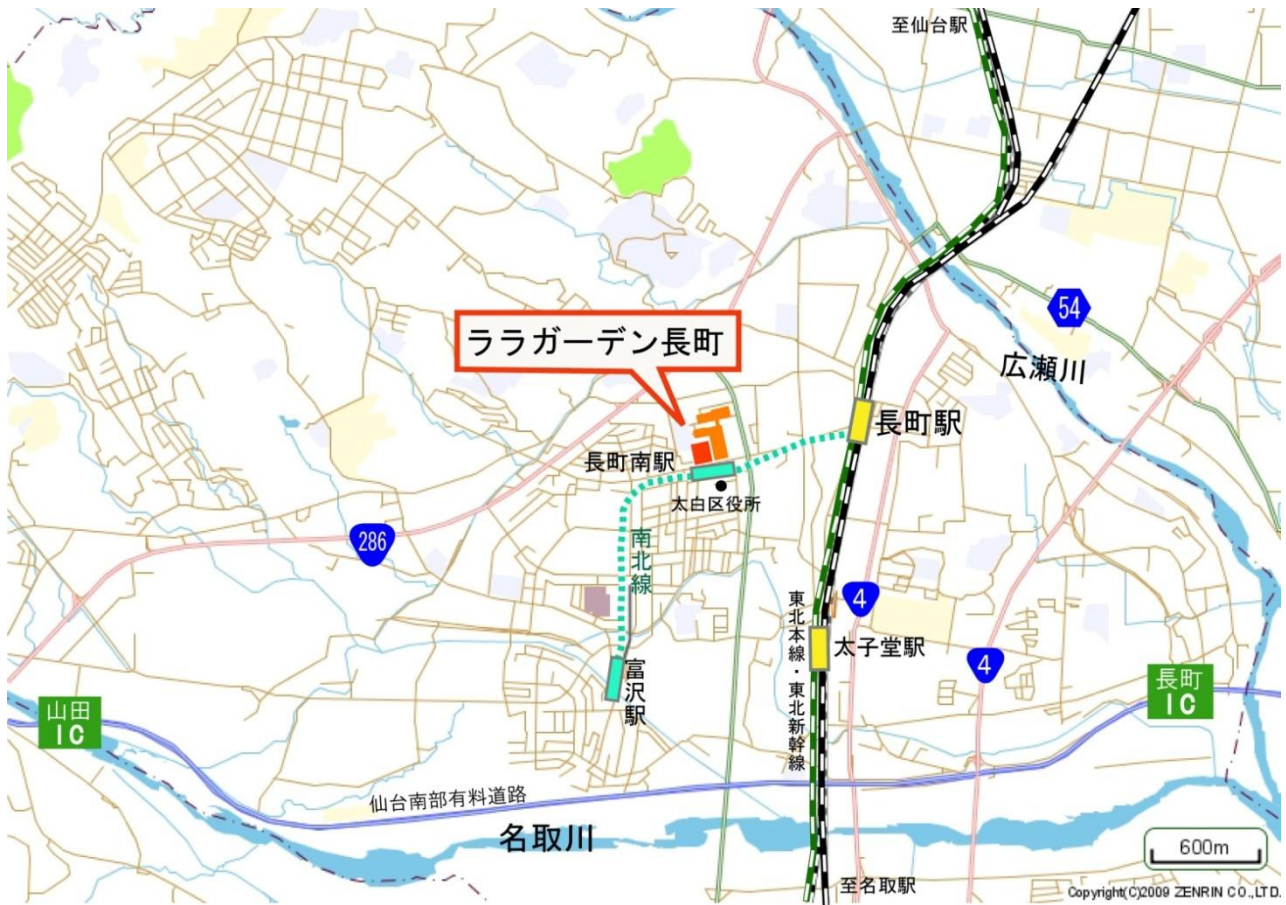 至仙台駅
54
広瀬川
ララガーデン長町
長町駅
長町南駅
太白区役所
286
南北線
4
東北本線・東北新幹線
太子堂駅
4
富沢駅
長町
IC
山田
IC
仙台南部有料道路
名取川
600m
至名取駅
Copyright(C)2009 ZENRIN CO.,LTD.